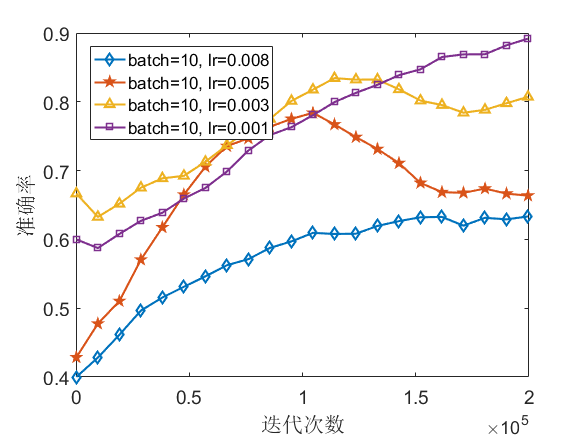 0.9
0.8
0.7
0.6
0.5
0.4
准确率
batch=10, lr=0.008
batch=10, lr=0.005
batch=10, lr=0.003
batch=10, lr=0.001
0 0.5 1 1.5 2
迭代次数
×10⁵